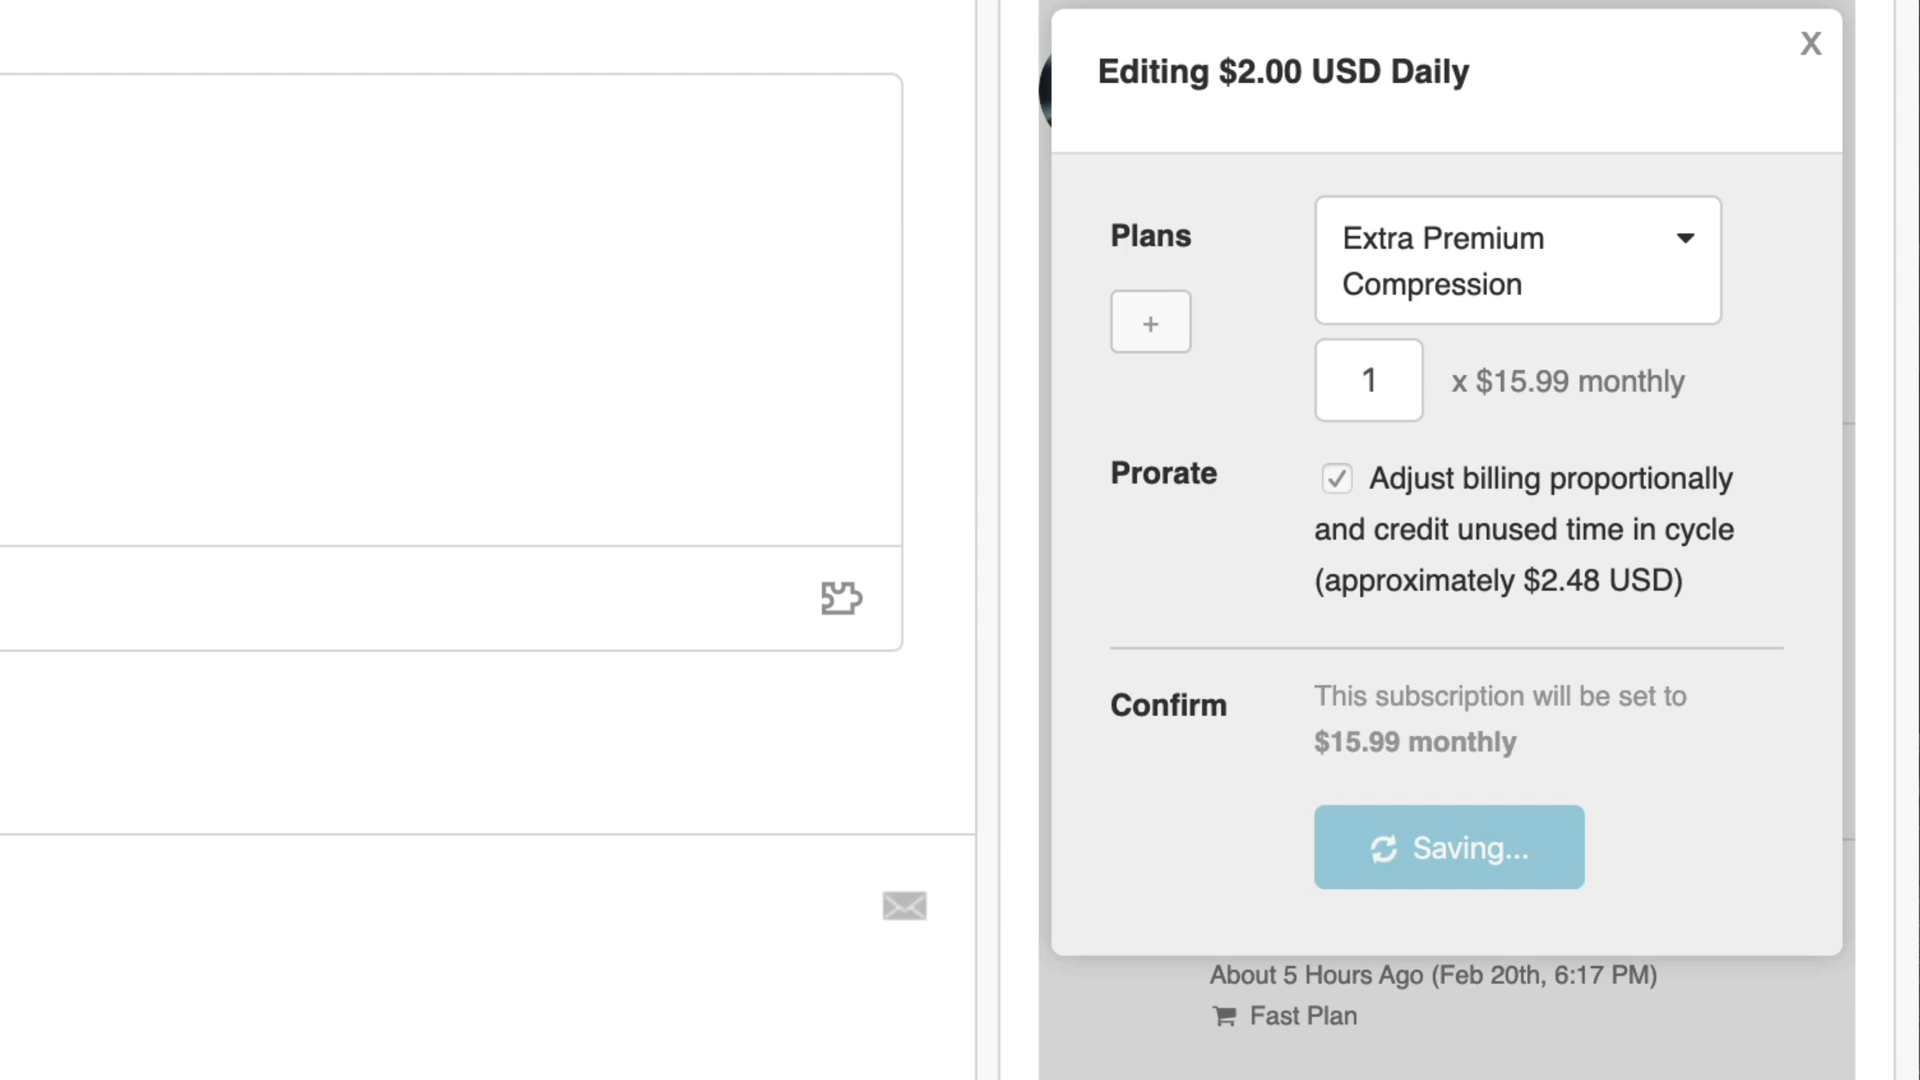 X
Editing $2.00 USD Daily
Plans
Extra Premium
Compression
+
1
x $15.99 monthly
Prorate
Adjust billing proportionally
and credit unused time in cycle
(approximately $2.48 USD)
Confirm
This subscription will be set to
$15.99 monthly
Saving...
About 5 Hours Ago (Feb 20th, 6:17 PM)
Fast Plan